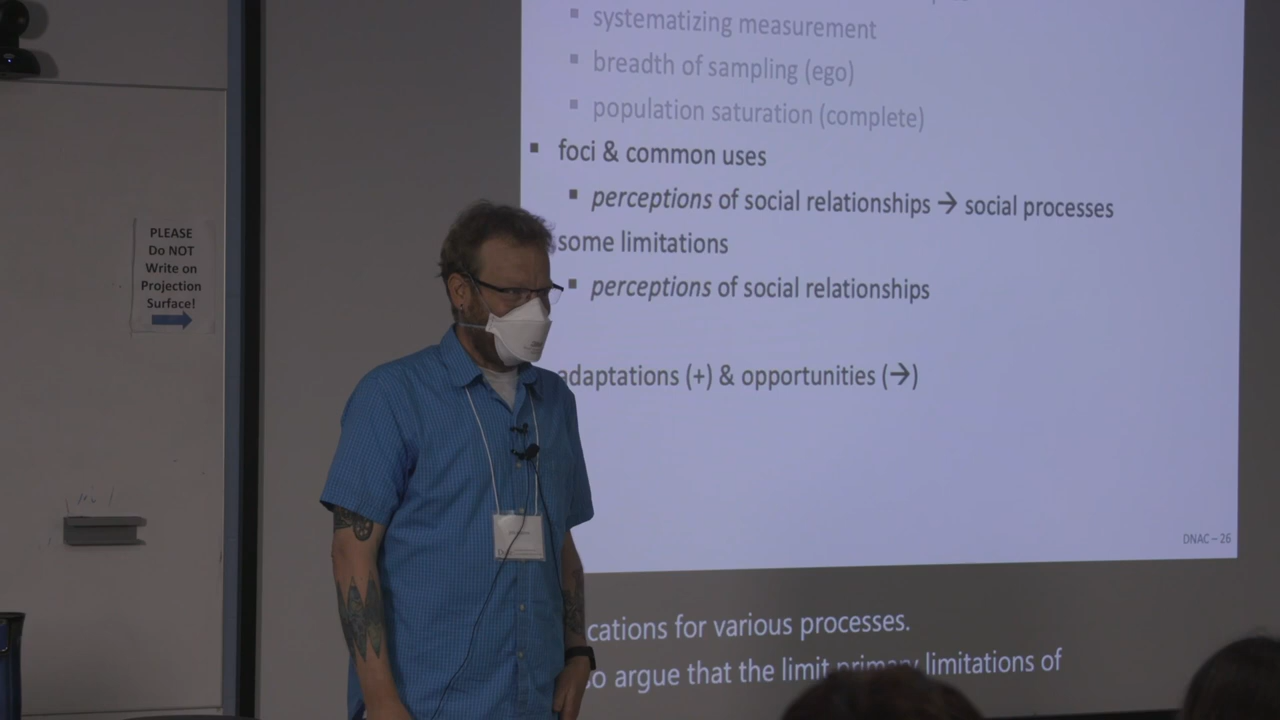 systematizing measurement
breadth of sampling (ego)
population saturation (complete)
foci & common uses
perceptions of social relationships → social processes
some limitations
perceptions of social relationships
adaptations (+) & opportunities (→)
DNAC – 26
cations for various processes.
so argue that the limit primary limitations of
PLEASE
Do NOT
Write on
Projection
Surface!